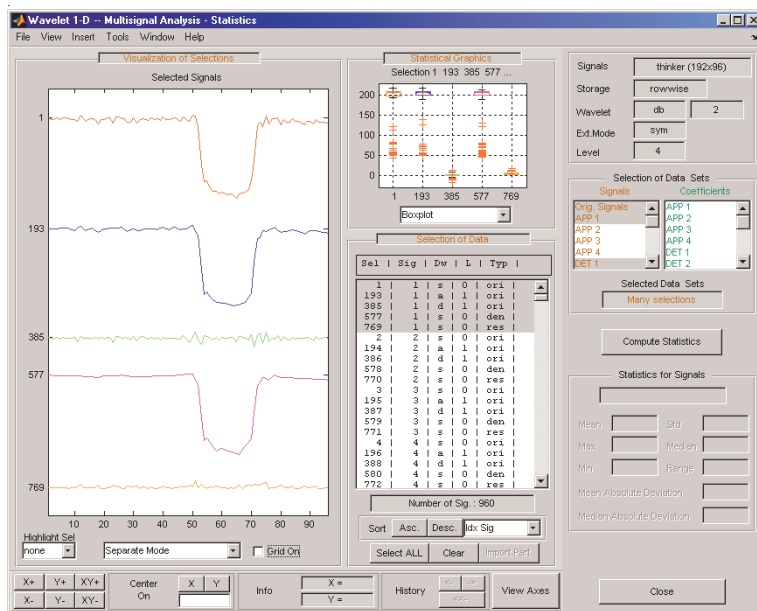 Wavelet 1-D -- Multisignal Analysis - Statistics
File View Insert Tools Window Help
Visualization of Selections
Selected Signals
1
193
385
577
769
10 20 30 40 50 60 70 80 90
Highlight Sel
none
Separate Mode
Grid On
Statistical Graphics
Selection 1 193 385 577 ...
200
150
100
50
0
1 193 385 577 769
Boxplot
Selection of Data
Sel | Sig | Dw | L | Typ |
1 | 1 | s | 0 | ori |
193 | 1 | a | 1 | ori |
385 | 1 | d | 1 | ori |
577 | 1 | s | 0 | den |
769 | 1 | s | 0 | res |
2 | 2 | s | 0 | ori |
194 | 2 | a | 1 | ori |
386 | 2 | d | 1 | ori |
578 | 2 | s | 0 | den |
770 | 2 | s | 0 | res |
3 | 3 | s | 0 | ori |
195 | 3 | a | 1 | ori |
387 | 3 | d | 1 | ori |
579 | 3 | s | 0 | den |
771 | 3 | s | 0 | res |
4 | 4 | s | 0 | ori |
196 | 4 | a | 1 | ori |
388 | 4 | d | 1 | ori |
580 | 4 | s | 0 | den |
772 | 4 | s | 0 | res |
Number of Sig. : 960
Sort Asc. Desc. Idx Sig
Select ALL Clear Import Part.
Signals thinker (192x96)
Storage rowwise
Wavelet db 2
Ext.Mode sym
Level 4
Selection of Data Sets
Signals
Orig. Signals
APP 1
APP 2
APP 3
APP 4
DET 1
Coefficients
APP 1
APP 2
APP 3
APP 4
DET 1
DET 2
Selected Data Sets
Many selections
Compute Statistics
Statistics for Signals
Mean Std
Max Median
Min Range
Mean Absolute Deviation
Median Absolute Deviation
X+ Y+ XY+
X- Y- XY-
Center On
X Y
Info
X =
Y =
History
<- ->
<<-
View Axes
Close